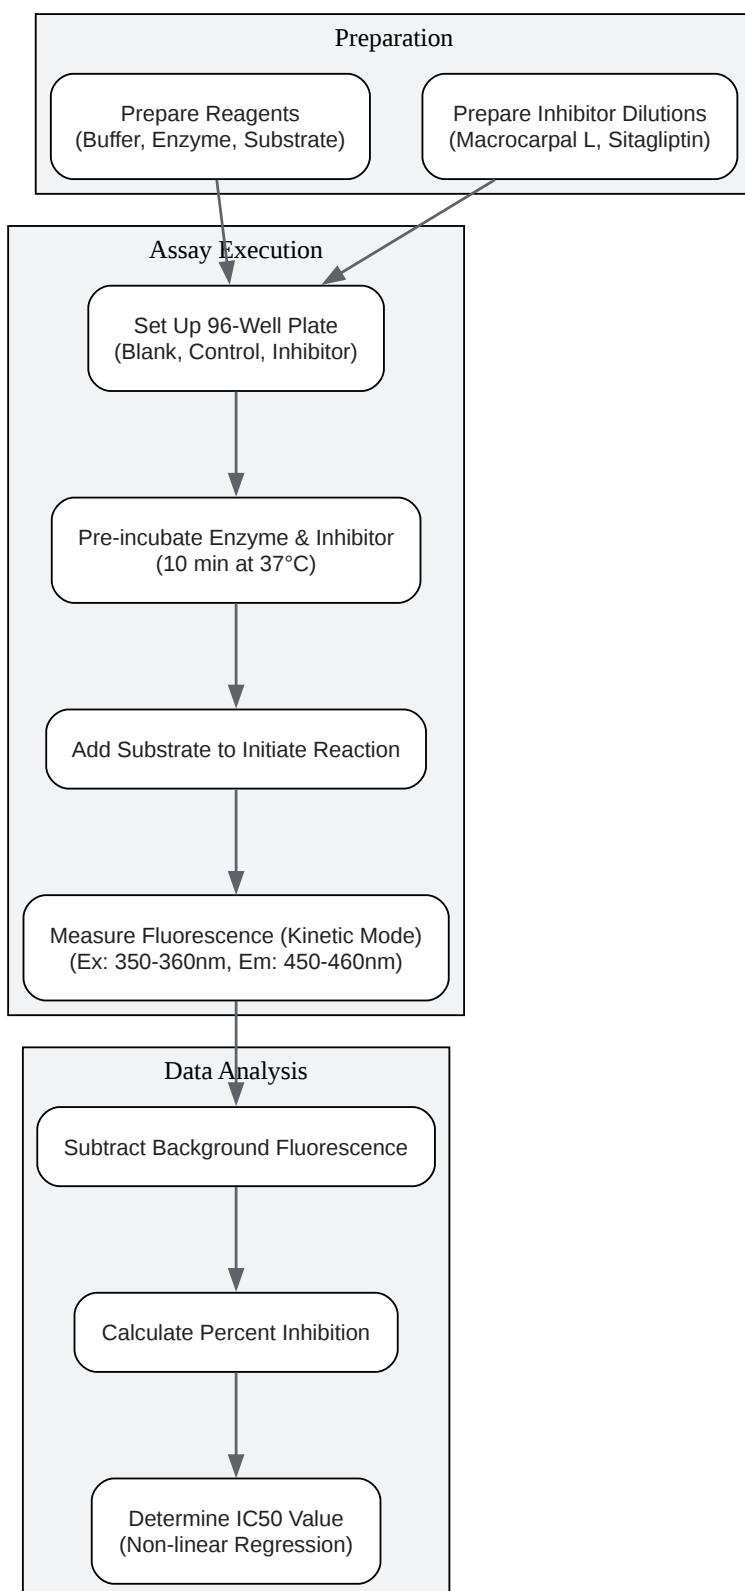 Preparation
Prepare Reagents
(Buffer, Enzyme, Substrate)
Prepare Inhibitor Dilutions
(Macrocarpal L, Sitagliptin)
Assay Execution
Set Up 96-Well Plate
(Blank, Control, Inhibitor)
Pre-incubate Enzyme & Inhibitor
(10 min at 37°C)
Add Substrate to Initiate Reaction
Measure Fluorescence (Kinetic Mode)
(Ex: 350-360nm, Em: 450-460nm)
Data Analysis
Subtract Background Fluorescence
Calculate Percent Inhibition
Determine IC50 Value
(Non-linear Regression)